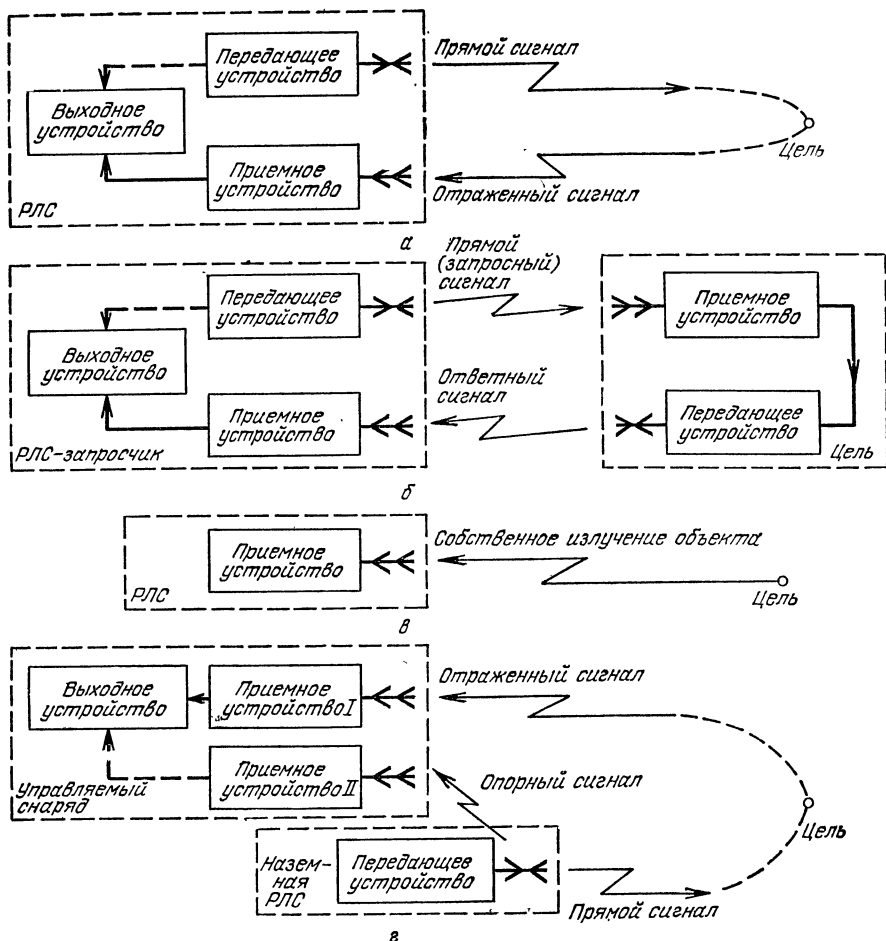 Передающее
устройство
Прямой сигнал
Выходное
устройство
Цель
Приемное
устройство
Отраженный сигнал
РЛС
а
Прямой
(запросный)
сигнал
Передающее
устройство
Приемное
устройство
Выходное
устройство
Ответный
сигнал
Приемное
устройство
Передающее
устройство
РЛС-запросчик
Цель
б
Собственное излучение объекта
Приемное
устройство
РЛС
Цель
в
Отраженный сигнал
Выходное
устройство
Приемное
устройство I
Опорный сигнал
Приемное
устройство II
Управляемый
снаряд
Цель
Назем-
ная
РЛС
Передающее
устройство
Прямой сигнал
г